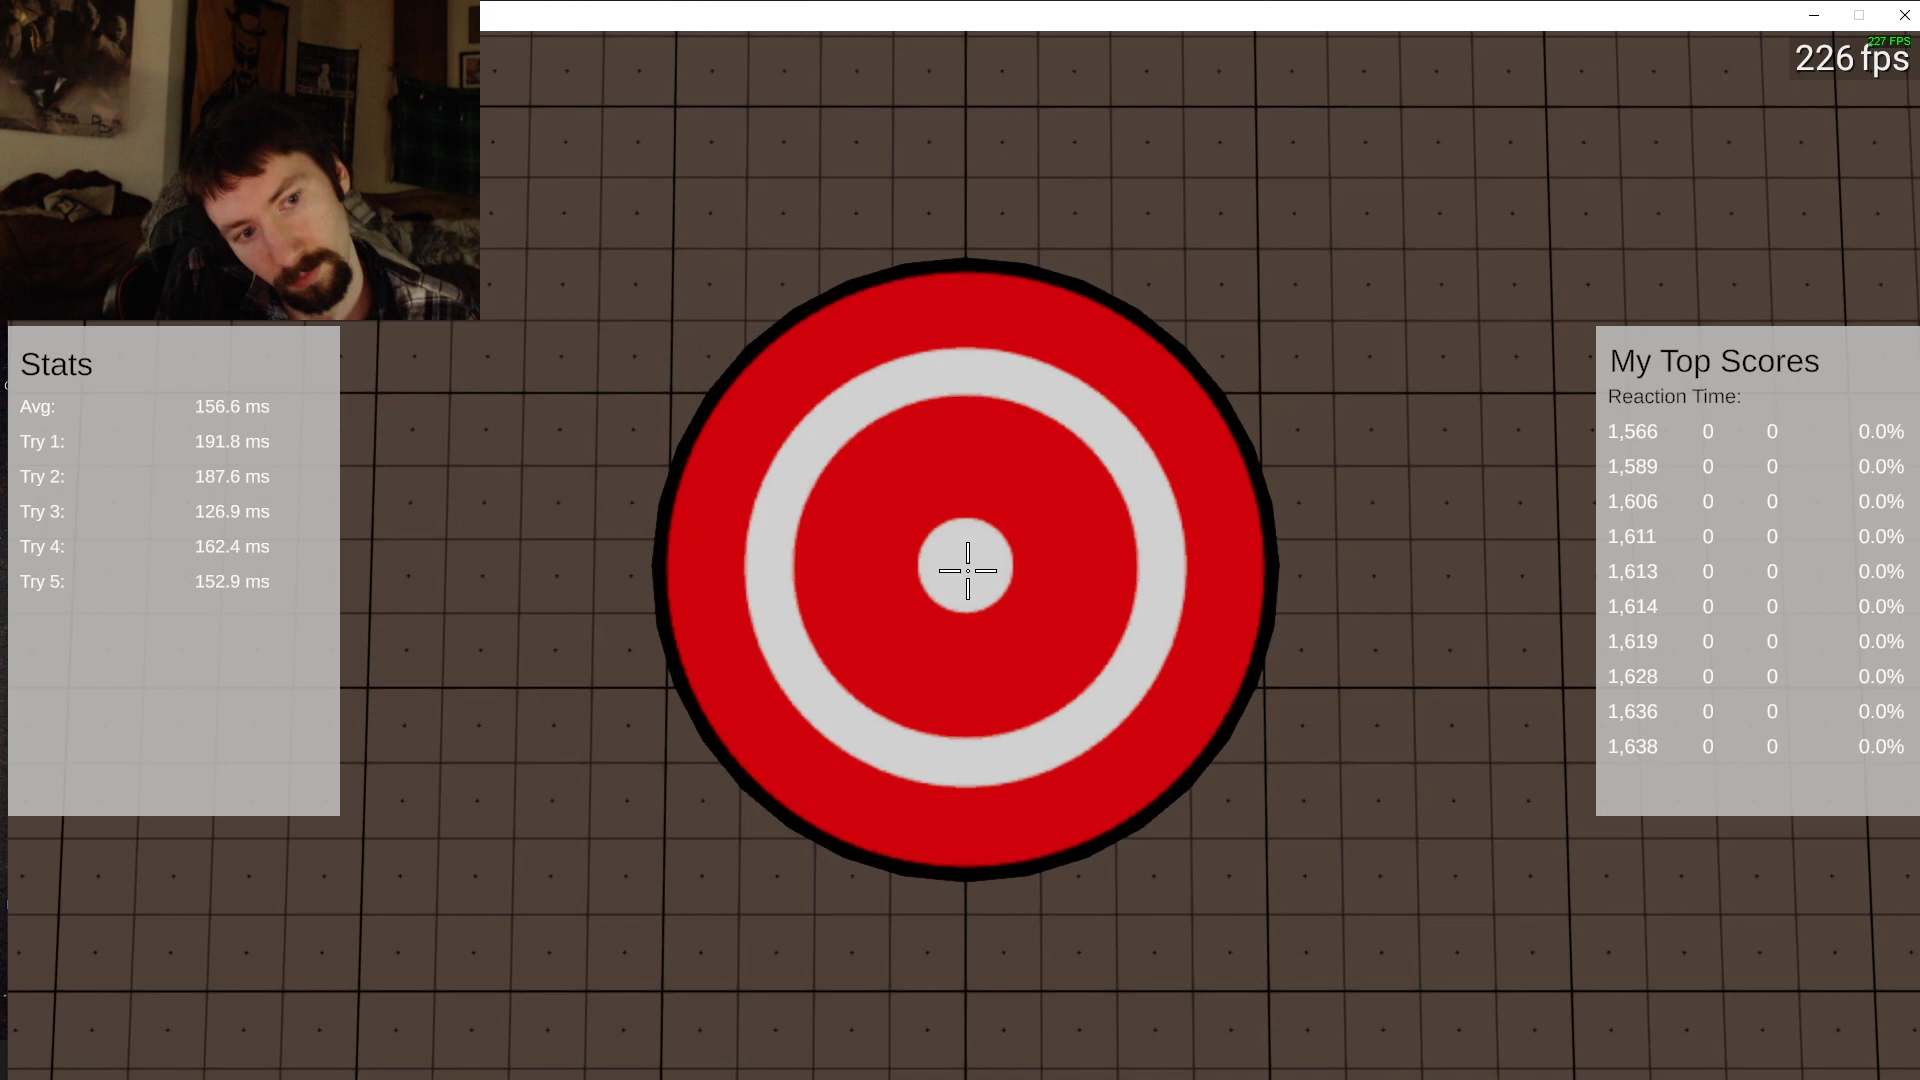 227 FPS
226 fps
Stats
Avg: 156.6 ms
Try 1: 191.8 ms
Try 2: 187.6 ms
Try 3: 126.9 ms
Try 4: 162.4 ms
Try 5: 152.9 ms
My Top Scores
Reaction Time:
1,566 0 0 0.0%
1,589 0 0 0.0%
1,606 0 0 0.0%
1,611 0 0 0.0%
1,613 0 0 0.0%
1,614 0 0 0.0%
1,619 0 0 0.0%
1,628 0 0 0.0%
1,636 0 0 0.0%
1,638 0 0 0.0%